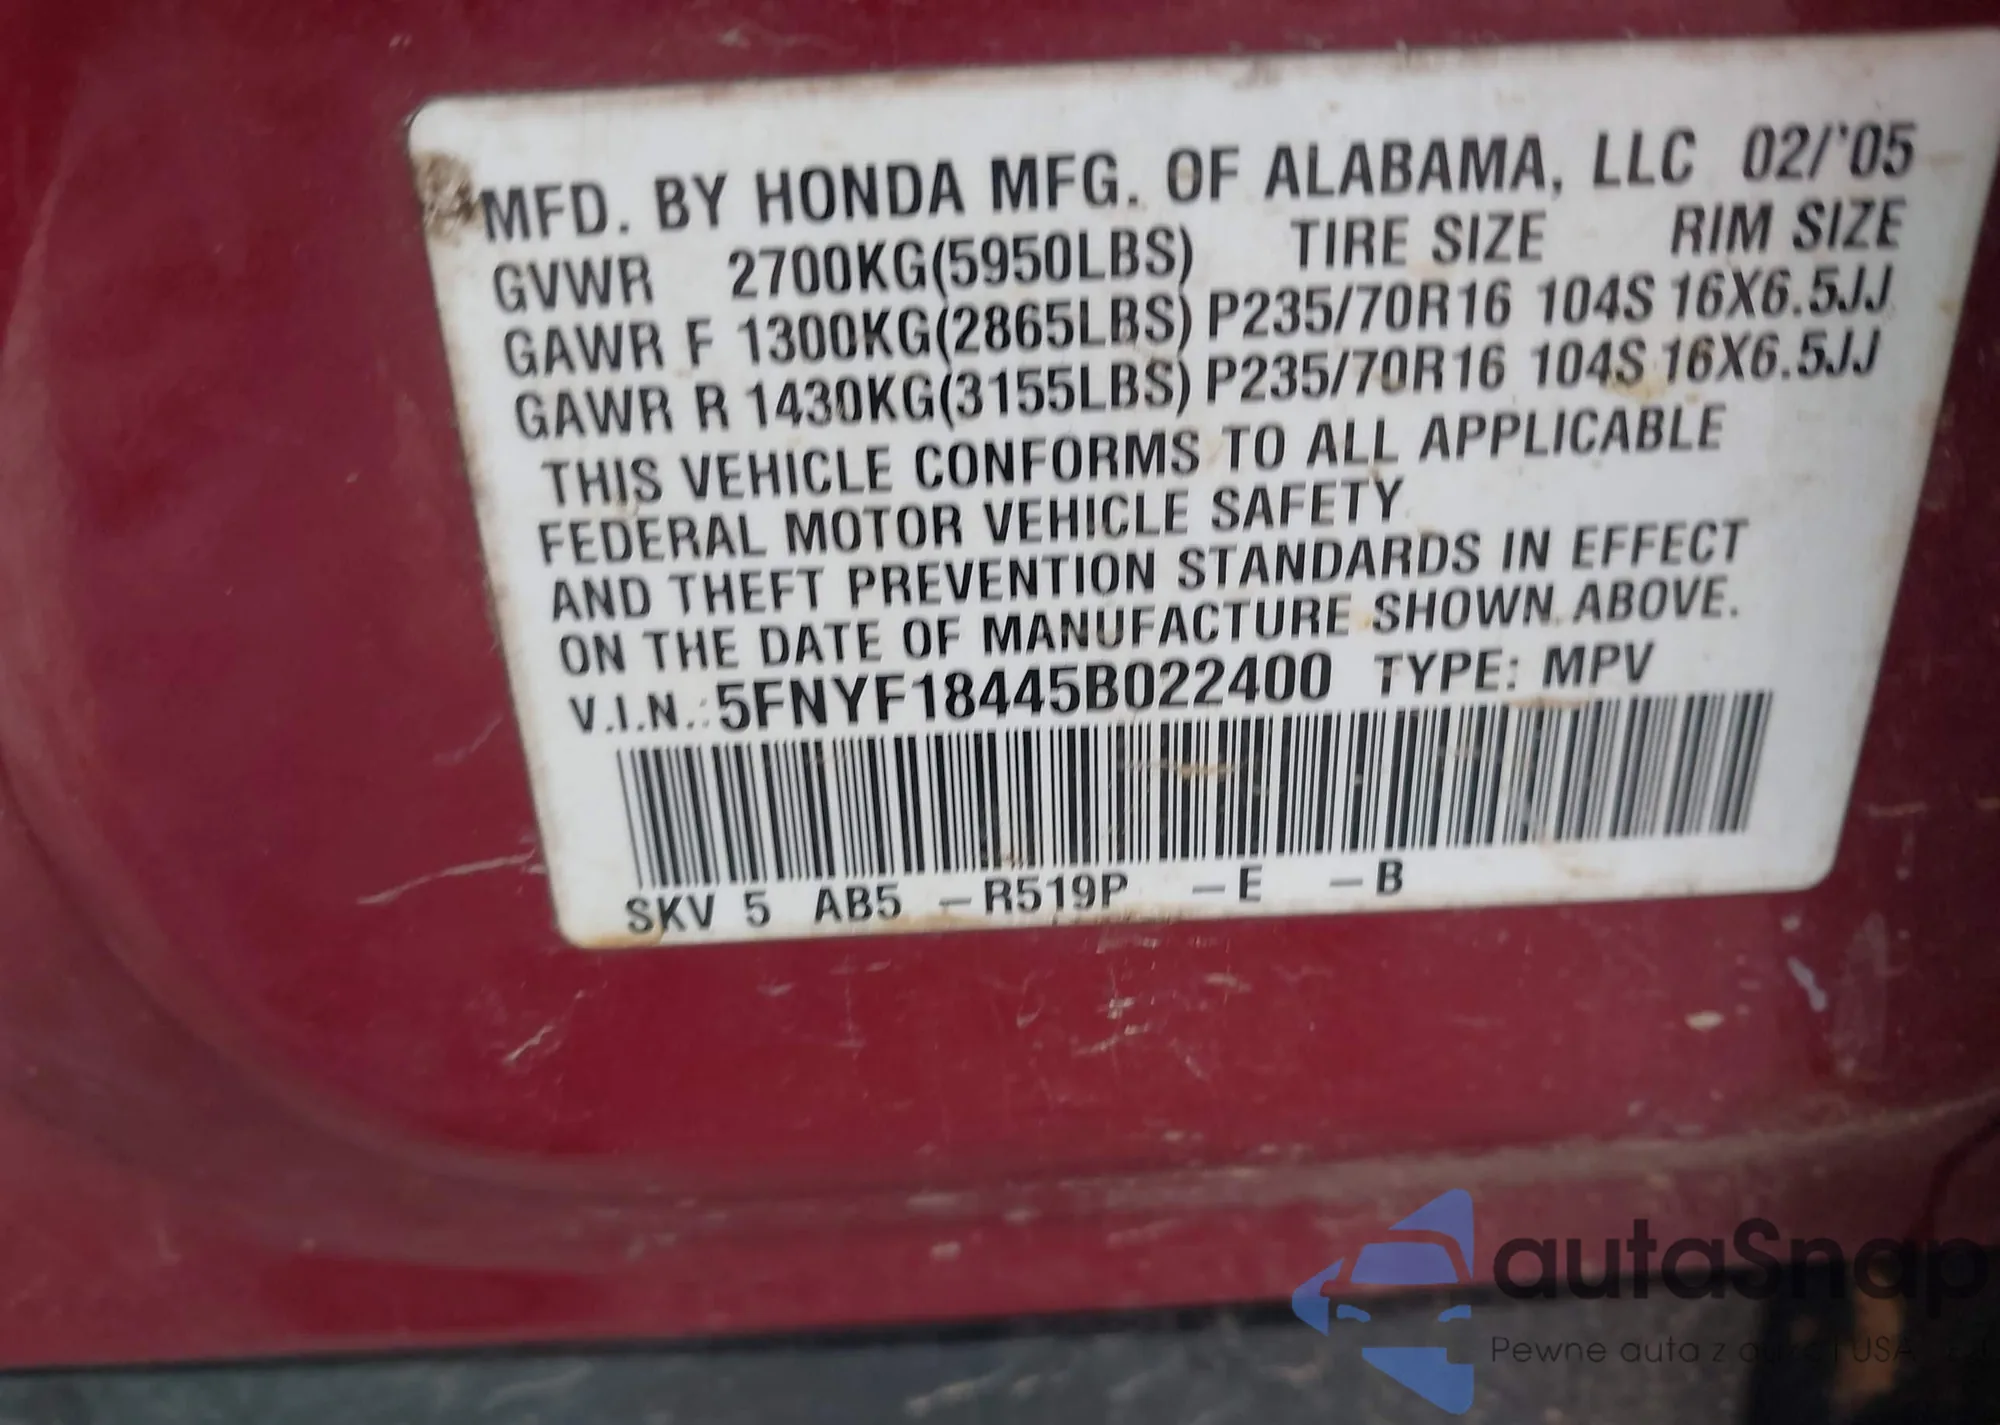 MFD. BY HONDA MFG. OF ALABAMA, LLC 02/'05
GVWR 2700KG(5950LBS) TIRE SIZE RIM SIZE
GAWR F 1300KG(2865LBS) P235/70R16 104S 16X6.5JJ
GAWR R 1430KG(3155LBS) P235/70R16 104S 16X6.5JJ
THIS VEHICLE CONFORMS TO ALL APPLICABLE
FEDERAL MOTOR VEHICLE SAFETY
AND THEFT PREVENTION STANDARDS IN EFFECT
ON THE DATE OF MANUFACTURE SHOWN ABOVE.
V.I.N.: 5FNYF18445B022400 TYPE: MPV
SKV 5 AB5 –R519P –E –B
autaSnap
Pewne auta z USA